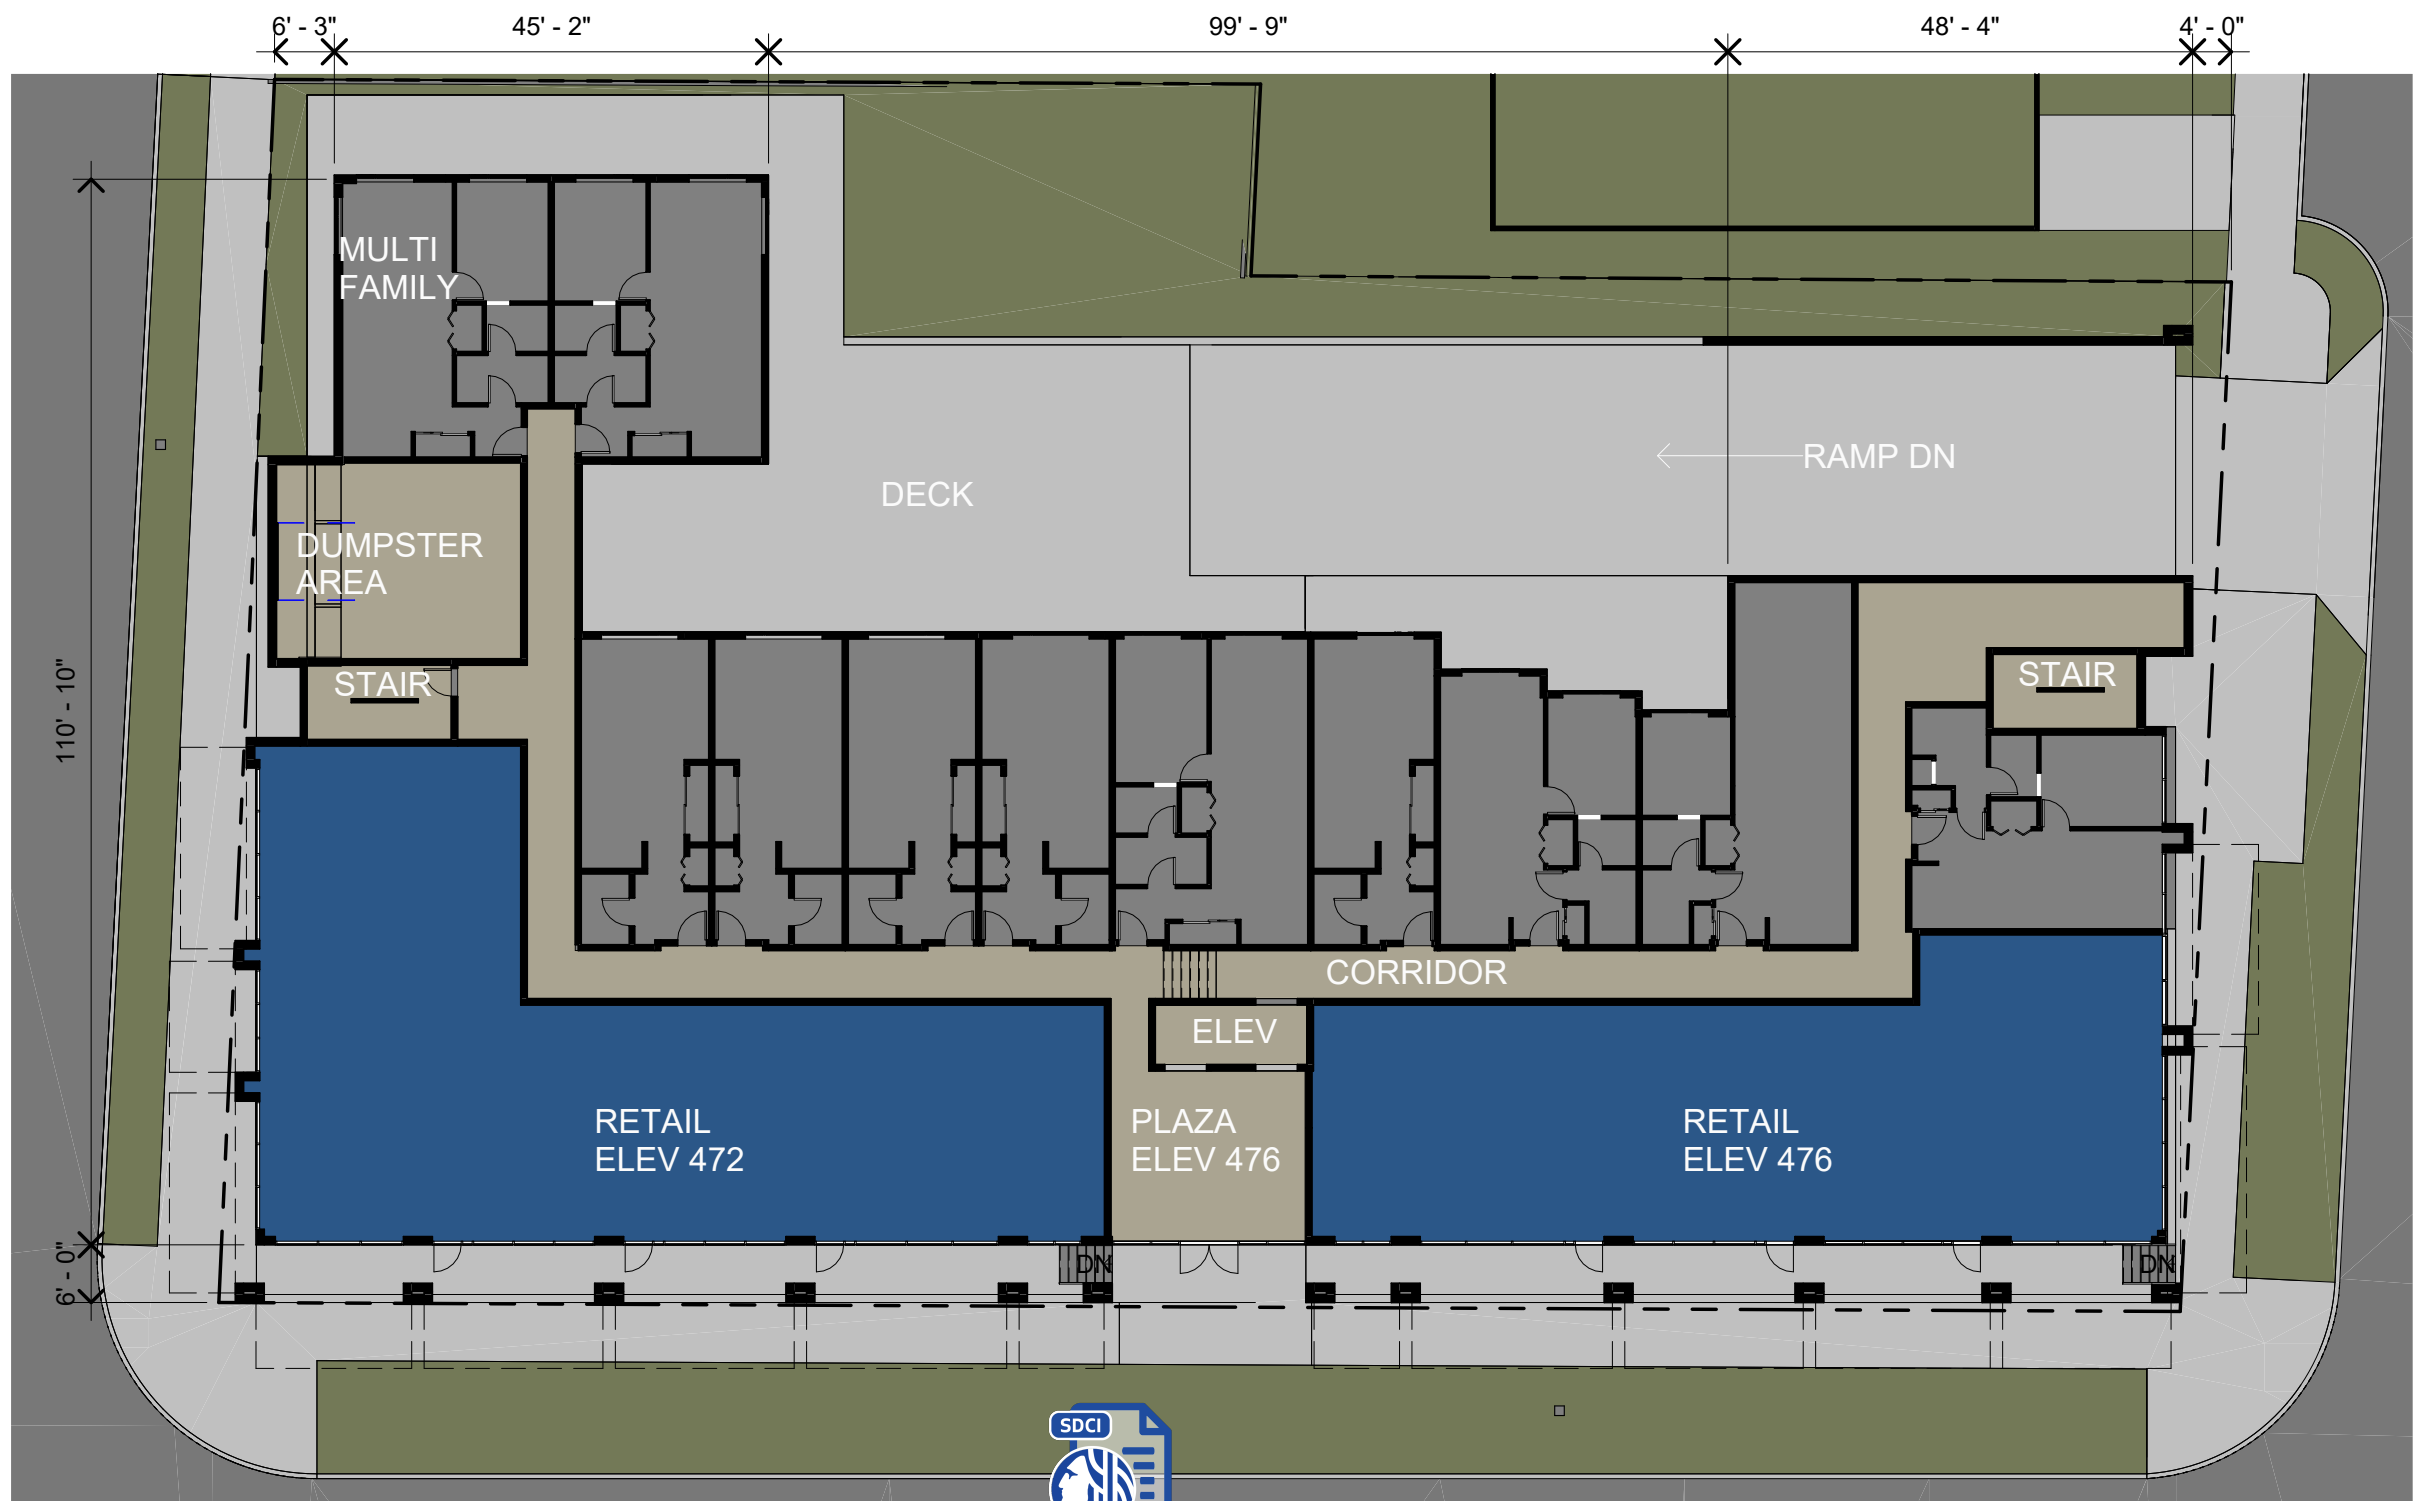 6' - 3"
45' - 2"
99' - 9"
48' - 4"
4' - 0"
MULTI
FAMILY
DECK
RAMP DN
DUMPSTER
AREA
STAIR
STAIR
110' - 10"
CORRIDOR
ELEV
RETAIL
ELEV 472
PLAZA
ELEV 476
RETAIL
ELEV 476
6' - 0"
DN
DN
SDCI